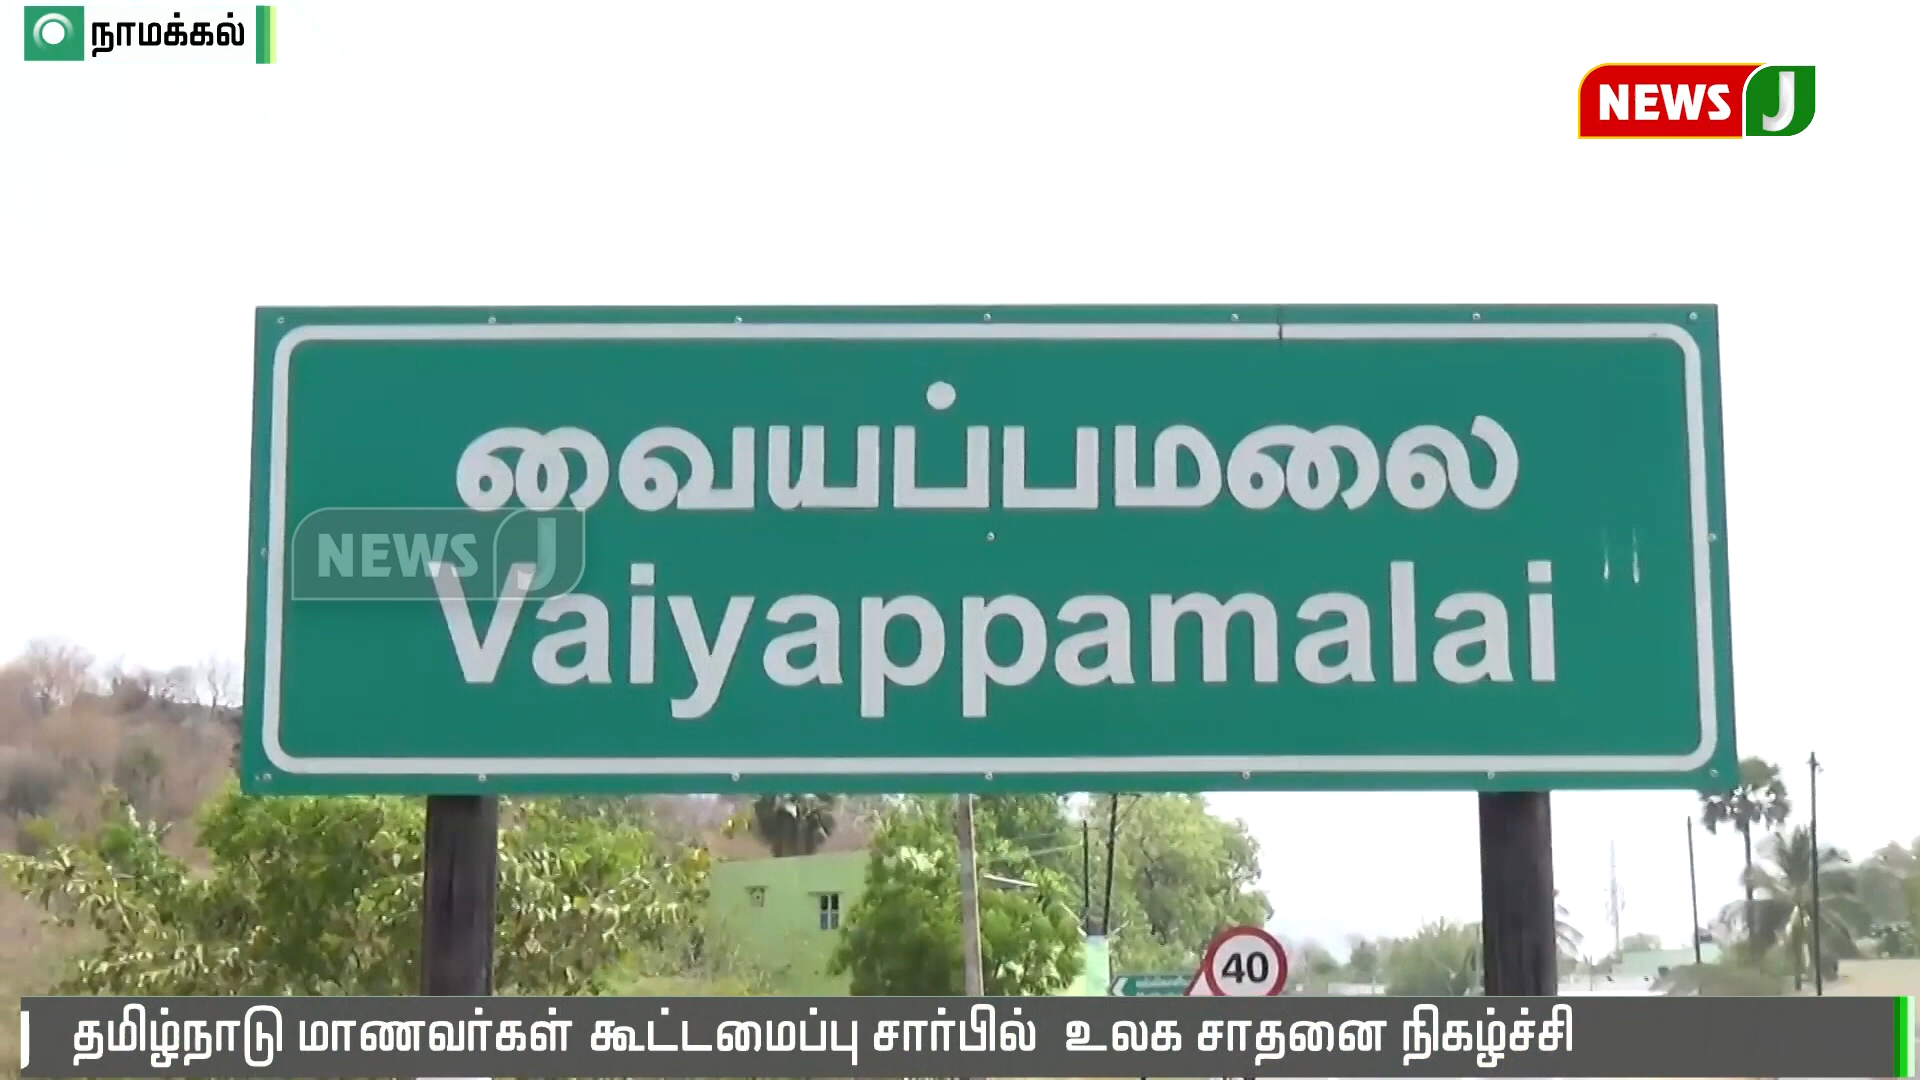 நாமக்கல்
NEWS J
வையப்பமலை
NEWS J
Vaiyappamalai
40
தமிழ்நாடு மாணவர்கள் கூட்டமைப்பு சார்பில் உலக சாதனை நிகழ்ச்சி